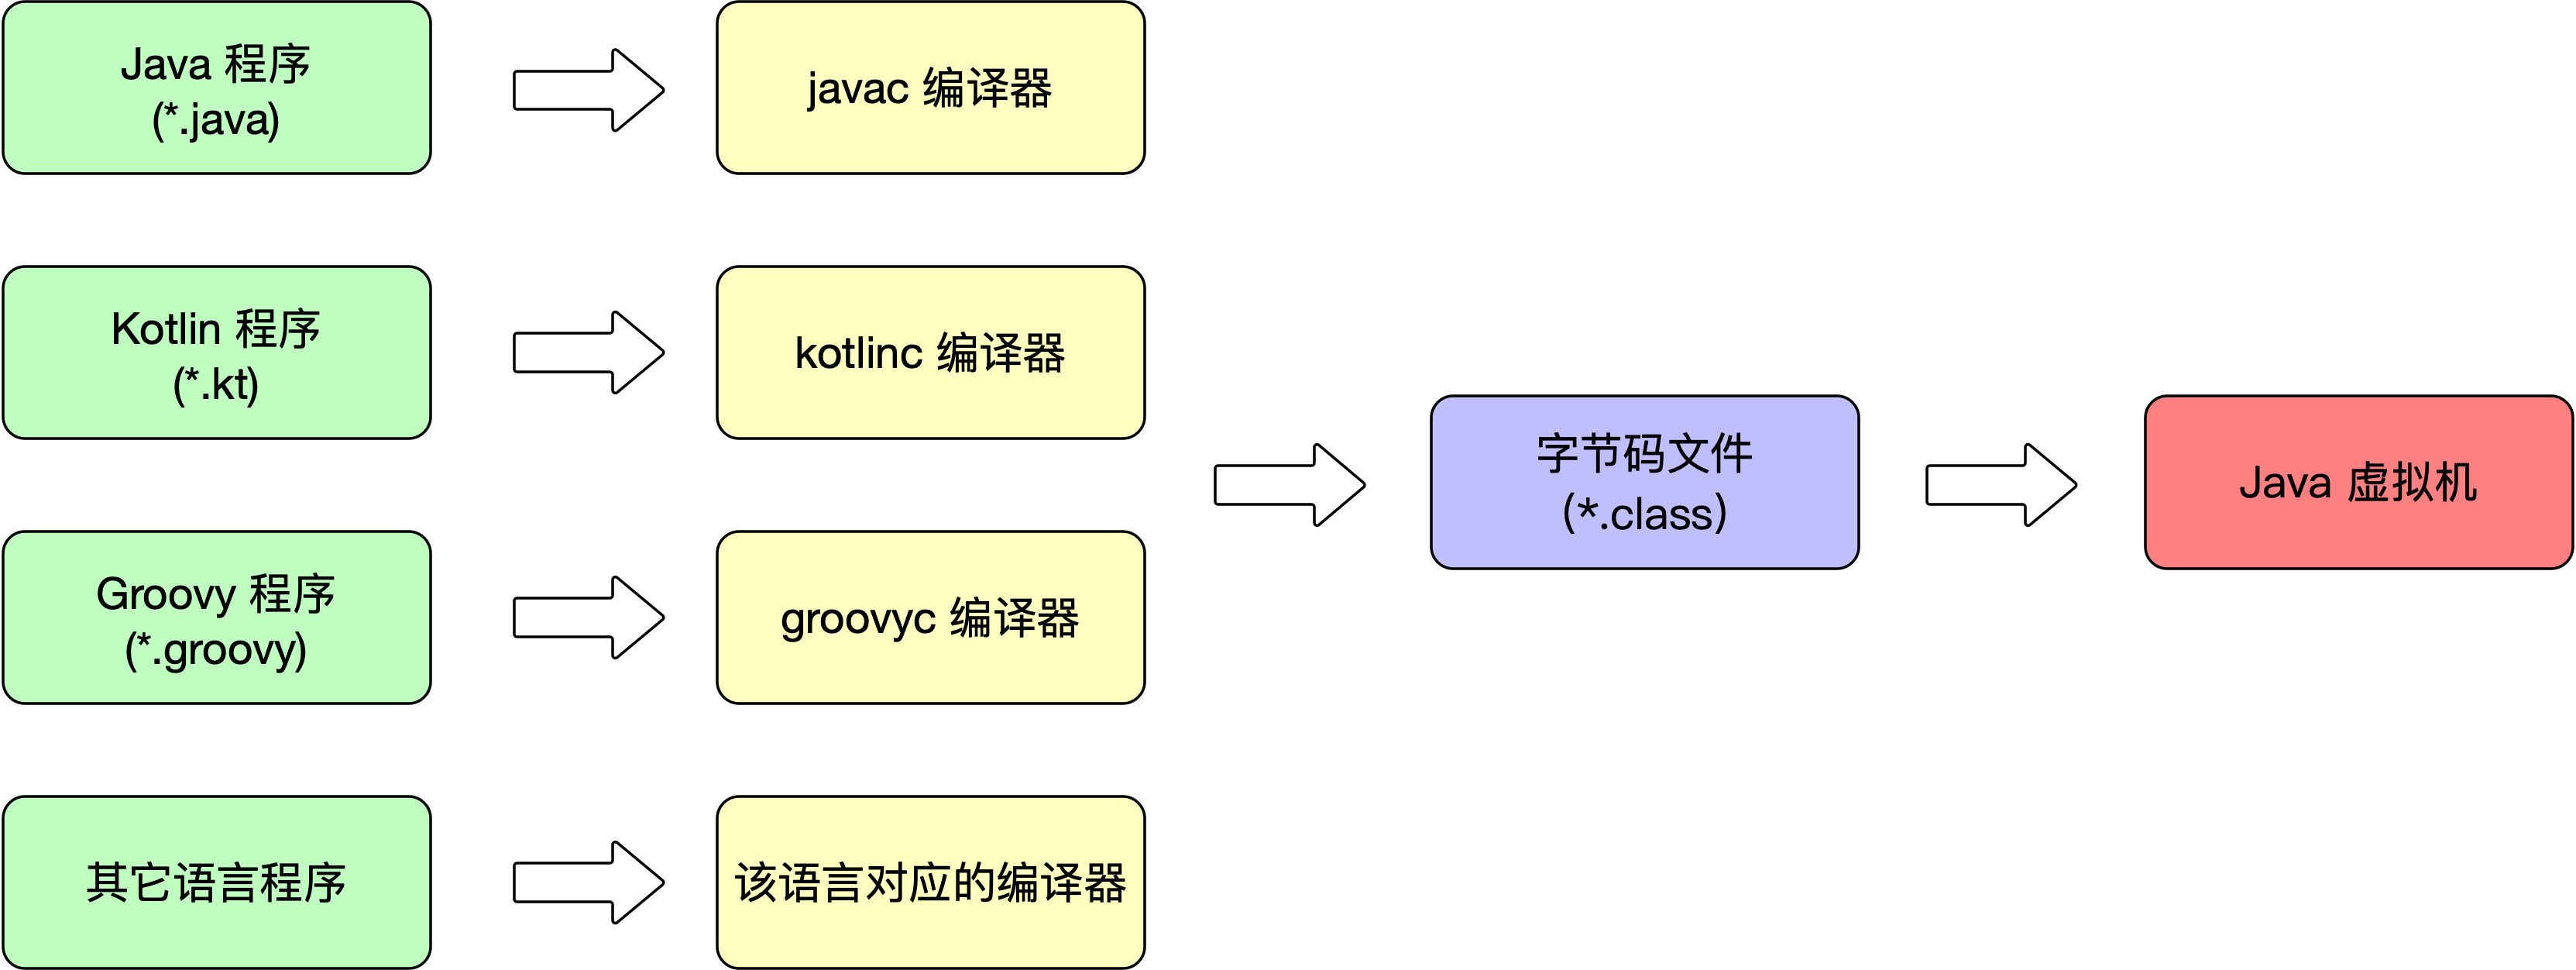 Java 程序
(*.java)
javac 编译器
Kotlin 程序
(*.kt)
kotlinc 编译器
Groovy 程序
(*.groovy)
groovyc 编译器
其它语言程序
该语言对应的编译器
字节码文件
(*.class)
Java 虚拟机